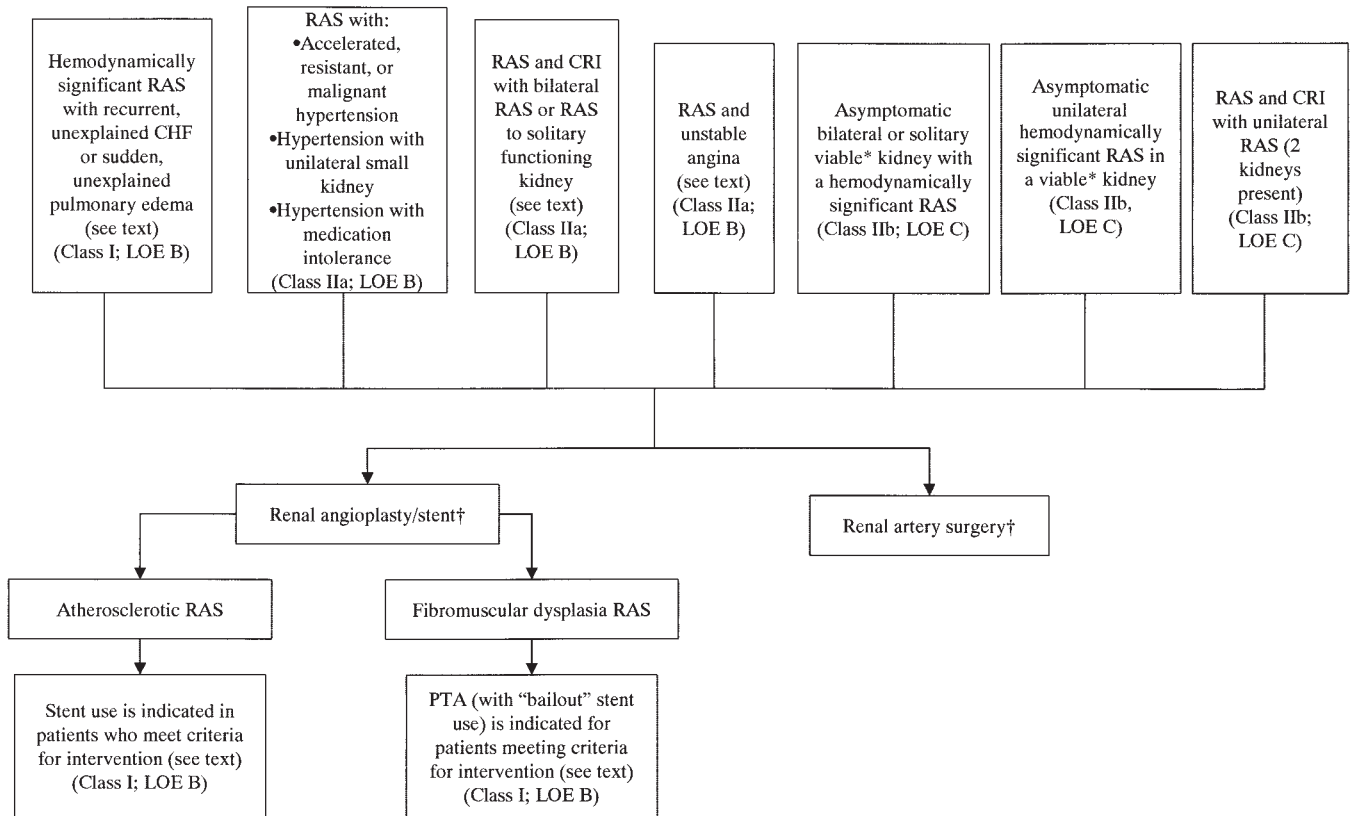 Hemodynamically
significant RAS
with recurrent,
unexplained CHF
or sudden,
unexplained
pulmonary edema
(see text)
(Class I; LOE B)
RAS with:
•Accelerated,
resistant, or
malignant
hypertension
•Hypertension with
unilateral small
kidney
•Hypertension with
medication
intolerance
(Class IIa; LOE B)
RAS and CRI
with bilateral
RAS or RAS
to solitary
functioning
kidney
(see text)
(Class IIa;
LOE B)
RAS and
unstable
angina
(see text)
(Class IIa;
LOE B)
Asymptomatic
bilateral or solitary
viable* kidney with
a hemodynamically
significant RAS
(Class IIb; LOE C)
Asymptomatic
unilateral
hemodynamically
significant RAS in
a viable* kidney
(Class IIb,
LOE C)
RAS and CRI
with unilateral
RAS (2
kidneys
present)
(Class IIb;
LOE C)
Renal angioplasty/stent†
Renal artery surgery†
Atherosclerotic RAS
Fibromuscular dysplasia RAS
Stent use is indicated in
patients who meet criteria
for intervention (see text)
(Class I; LOE B)
PTA (with “bailout” stent
use) is indicated for
patients meeting criteria
for intervention (see text)
(Class I; LOE B)